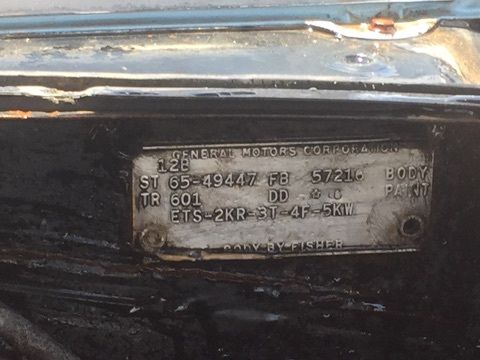 GENERAL MOTORS CORPORATION
12B
ST 65-49447 FB 57216 BODY
TR 601 DD ** PAINT
ETS-2KR-3T-4F-5KW
BODY BY FISHER